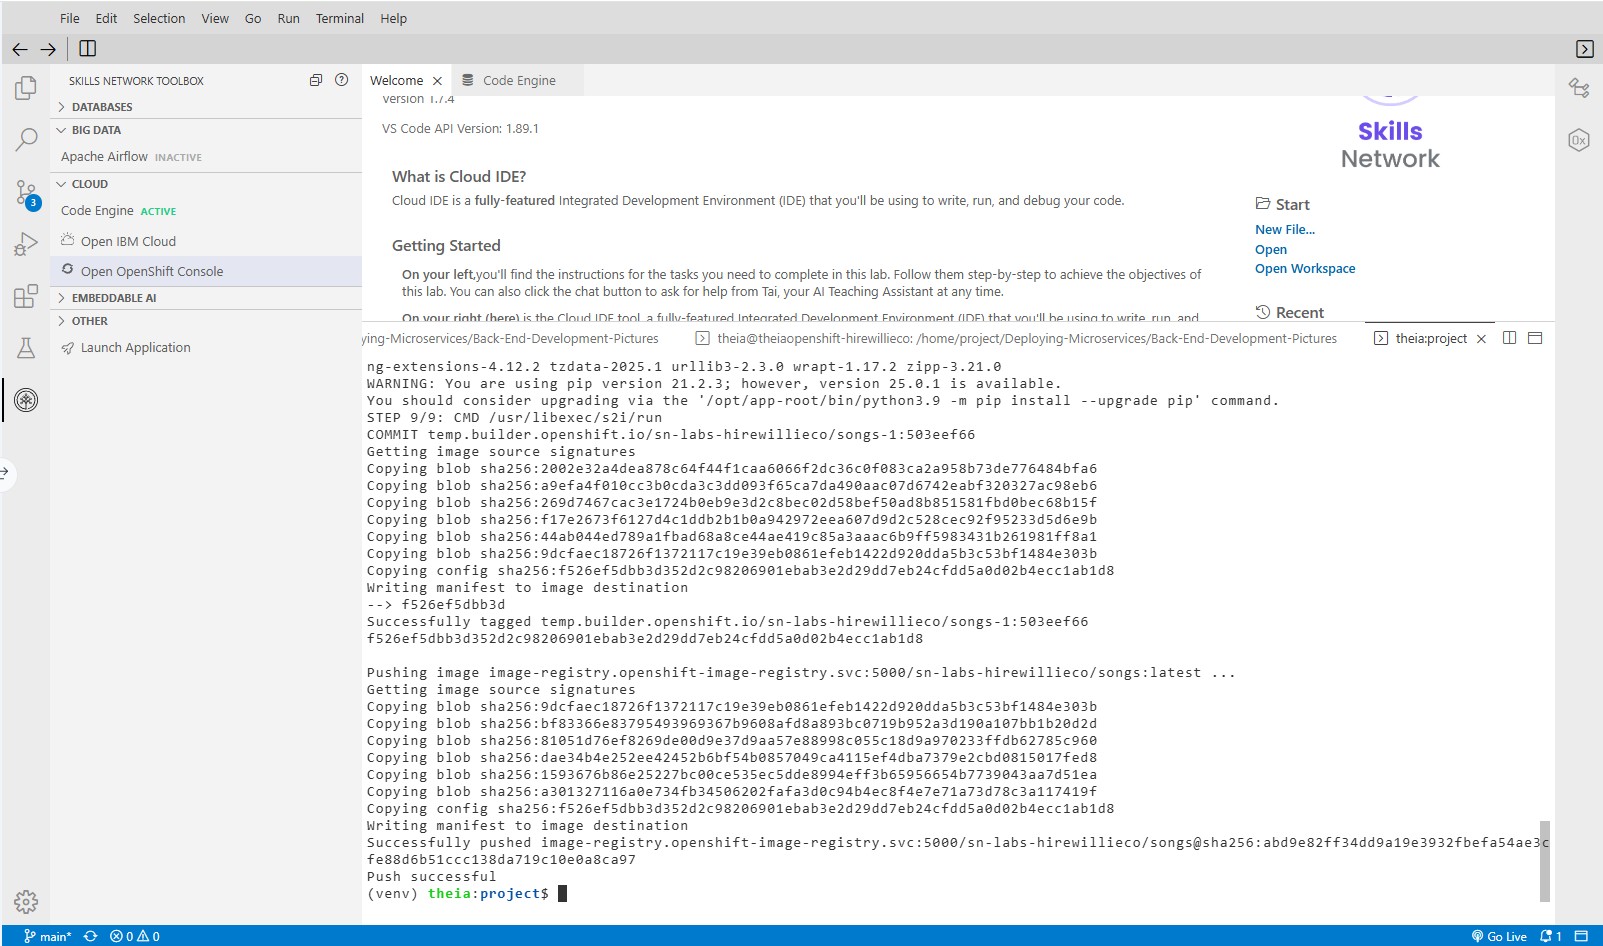 File Edit Selection View Go Run Terminal Help
SKILLS NETWORK TOOLBOX
DATABASES
BIG DATA
Apache Airflow INACTIVE
CLOUD
Code Engine ACTIVE
Open IBM Cloud
Open OpenShift Console
EMBEDDABLE AI
OTHER
Launch Application
3
Welcome
Code Engine
Version 1.7.4
VS Code API Version: 1.89.1
What is Cloud IDE?
Cloud IDE is a fully-featured Integrated Development Environment (IDE) that you'll be using to write, run, and debug your code.
Getting Started
On your left,you'll find the instructions for the tasks you need to complete in this lab. Follow them step-by-step to achieve the objectives of
this lab. You can also click the chat button to ask for help from Tai, your AI Teaching Assistant at any time.
On your right (here) is the Cloud IDE tool, a fully-featured Integrated Development Environment (IDE) that you'll be using to write, run, and
Skills
Network
Start
New File...
Open
Open Workspace
Recent
ying-Microservices/Back-End-Development-Pictures
theia@theiaopenshift-hirewillieco: /home/project/Deploying-Microservices/Back-End-Development-Pictures
theia:project
ng-extensions-4.12.2 tzdata-2025.1 urllib3-2.3.0 wrapt-1.17.2 zipp-3.21.0
WARNING: You are using pip version 21.2.3; however, version 25.0.1 is available.
You should consider upgrading via the '/opt/app-root/bin/python3.9 -m pip install --upgrade pip' command.
STEP 9/9: CMD /usr/libexec/s2i/run
COMMIT temp.builder.openshift.io/sn-labs-hirewillieco/songs-1:503eef66
Getting image source signatures
Copying blob sha256:2002e32a4dea878c64f44f1caa6066f2dc36c0f083ca2a958b73de776484bfa6
Copying blob sha256:a9efa4f010cc3b0cda3c3dd093f65ca7da490aac07d6742eabf320327ac98eb6
Copying blob sha256:269d7467cac3e1724b0eb9e3d2c8bec02d58bef50ad8b851581fbd0bec68b15f
Copying blob sha256:f17e2673f6127d4c1ddb2b1b0a942972eea607d9d2c528cec92f95233d5d6e9b
Copying blob sha256:44ab044ed789a1fbad68a8ce44ae419c85a3aaac6b9ff5983431b261981ff8a1
Copying blob sha256:9dcfaec18726f1372117c19e39eb0861efeb1422d920dda5b3c53bf1484e303b
Copying config sha256:f526ef5dbb3d352d2c98206901ebab3e2d29dd7eb24cfdd5a0d02b4ecc1ab1d8
Writing manifest to image destination
--> f526ef5dbb3d
Successfully tagged temp.builder.openshift.io/sn-labs-hirewillieco/songs-1:503eef66
f526ef5dbb3d352d2c98206901ebab3e2d29dd7eb24cfdd5a0d02b4ecc1ab1d8
Pushing image image-registry.openshift-image-registry.svc:5000/sn-labs-hirewillieco/songs:latest ...
Getting image source signatures
Copying blob sha256:9dcfaec18726f1372117c19e39eb0861efeb1422d920dda5b3c53bf1484e303b
Copying blob sha256:bf83366e83795493969367b9608afd8a893bc0719b952a3d190a107bb1b20d2d
Copying blob sha256:81051d76ef8269de00d9e37d9aa57e88998c055c18d9a970233ffdb62785c960
Copying blob sha256:dae34b4e252ee42452b6bf54b0857049ca4115ef4dba7379e2cbd0815017fed8
Copying blob sha256:1593676b86e25227bc00ce535ec5dde8994eff3b65956654b7739043aa7d51ea
Copying blob sha256:a301327116a0e734fb34506202fafa3d0c94b4ec8f4e7e71a73d78c3a117419f
Copying config sha256:f526ef5dbb3d352d2c98206901ebab3e2d29dd7eb24cfdd5a0d02b4ecc1ab1d8
Writing manifest to image destination
Successfully pushed image-registry.openshift-image-registry.svc:5000/sn-labs-hirewillieco/songs@sha256:abd9e82ff34dd9a19e3932fbefa54ae3c
fe88d6b51ccc138da719c10e0a8ca97
Push successful
(venv) theia:project$
main* 0 0 Go Live 1